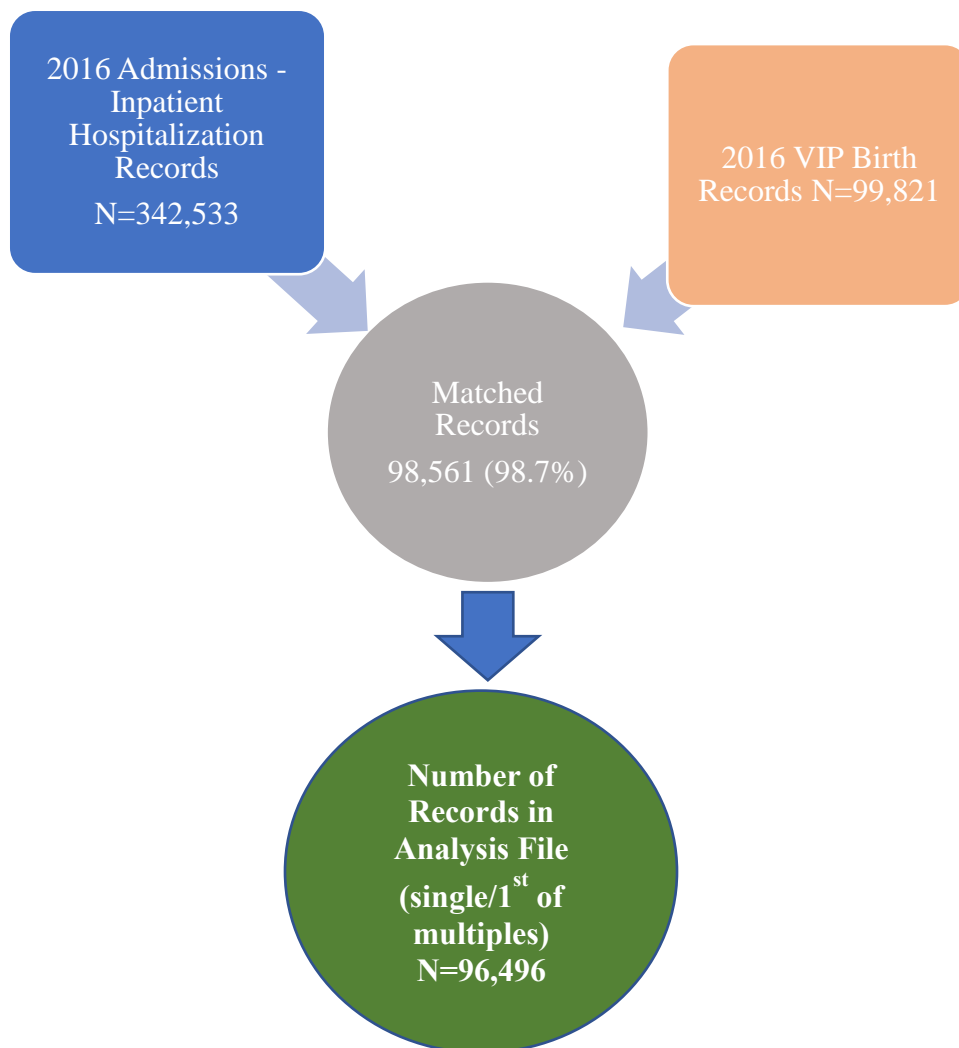 2016 Admissions -
Inpatient
Hospitalization
Records
N=342,533
2016 VIP Birth
Records N=99,821
Matched
Records
98,561 (98.7%)
Number of
Records in
Analysis File
(single/1st of
multiples)
N=96,496